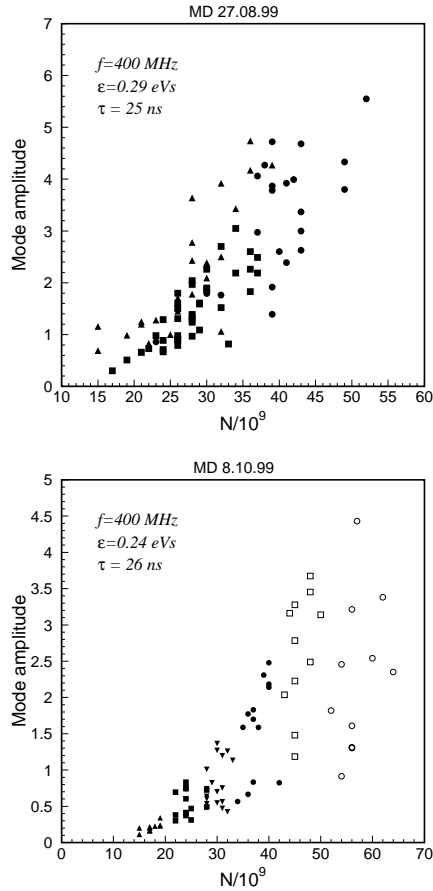 MD 27.08.99
f=400 MHz
ε=0.29 eVs
τ = 25 ns
Mode amplitude
7
6
5
4
3
2
1
0
10 15 20 25 30 35 40 45 50 55 60
N/10⁹
MD 8.10.99
f=400 MHz
ε=0.24 eVs
τ = 26 ns
Mode amplitude
5
4.5
4
3.5
3
2.5
2
1.5
1
0.5
0
0 10 20 30 40 50 60 70
N/10⁹